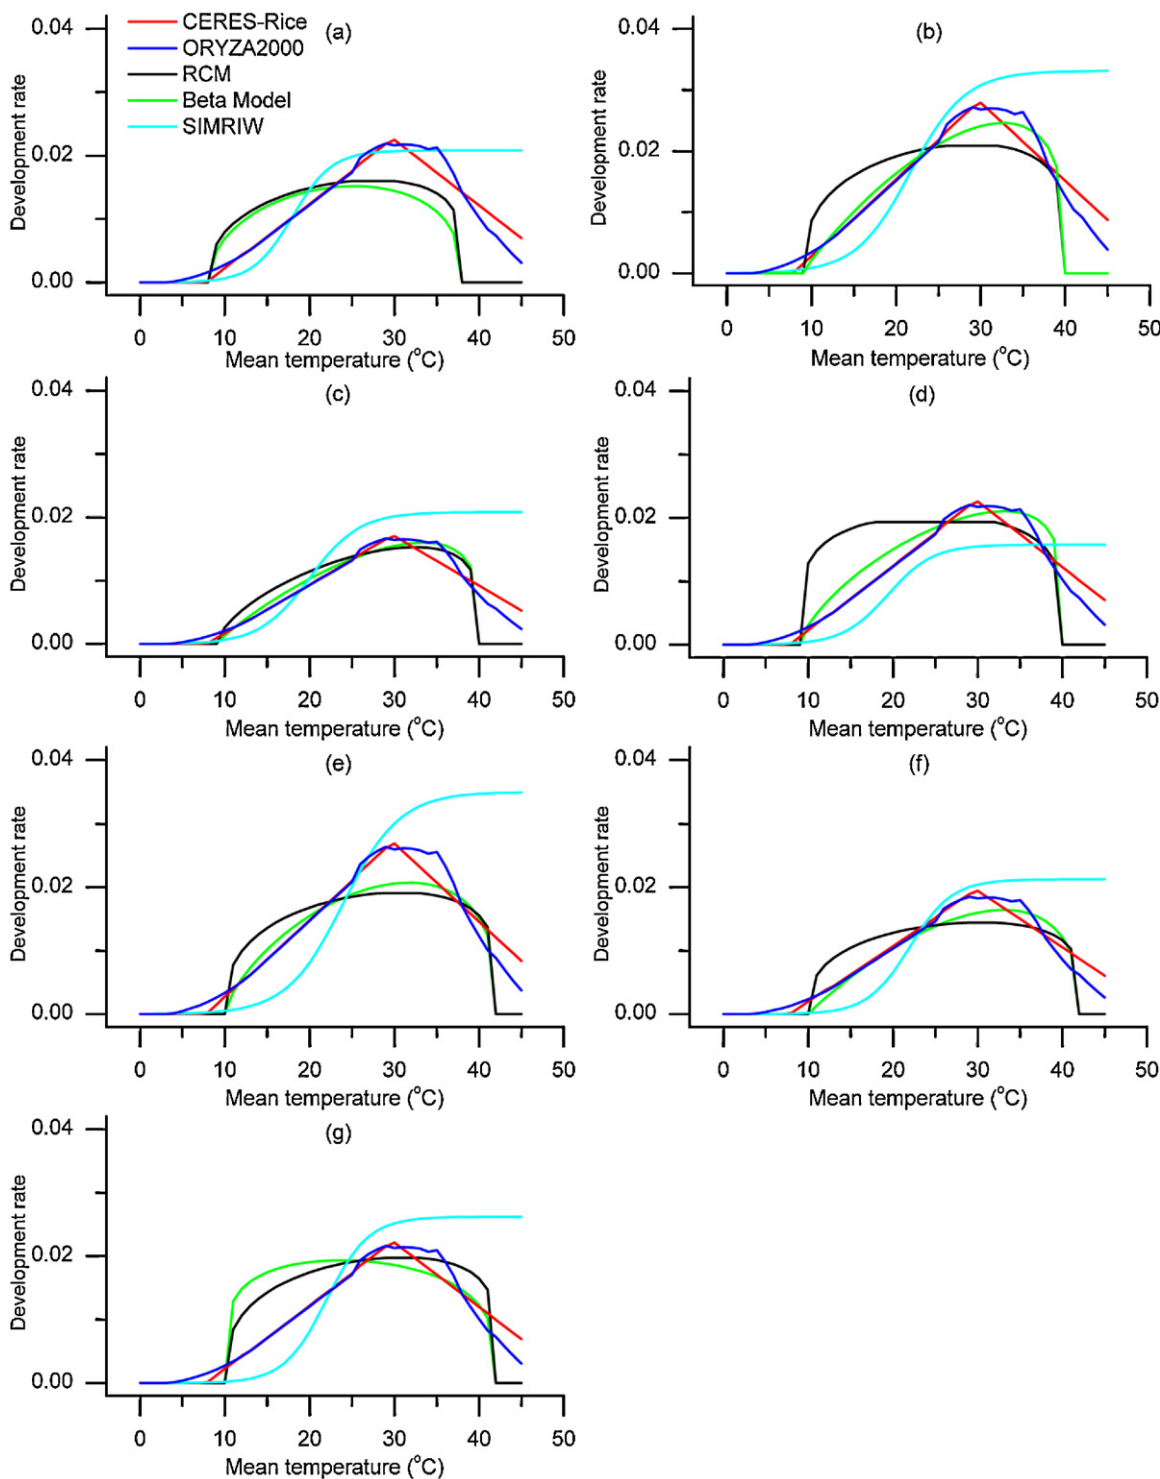 0.04
CERES-Rice
(a)
ORYZA2000
RCM
Beta Model
SIMRIW
Development rate
0.02
0.00
0 10 20 30 40 50
Mean temperature (°C)
0.04
(b)
Development rate
0.02
0.00
0 10 20 30 40 50
Mean temperature (°C)
0.04
(c)
Development rate
0.02
0.00
0 10 20 30 40 50
Mean temperature (°C)
0.04
(d)
Development rate
0.02
0.00
0 10 20 30 40 50
Mean temperature (°C)
0.04
(e)
Development rate
0.02
0.00
0 10 20 30 40 50
Mean temperature (°C)
0.04
(f)
Development rate
0.02
0.00
0 10 20 30 40 50
Mean temperature (°C)
0.04
(g)
Development rate
0.02
0.00
0 10 20 30 40 50
Mean temperature (°C)